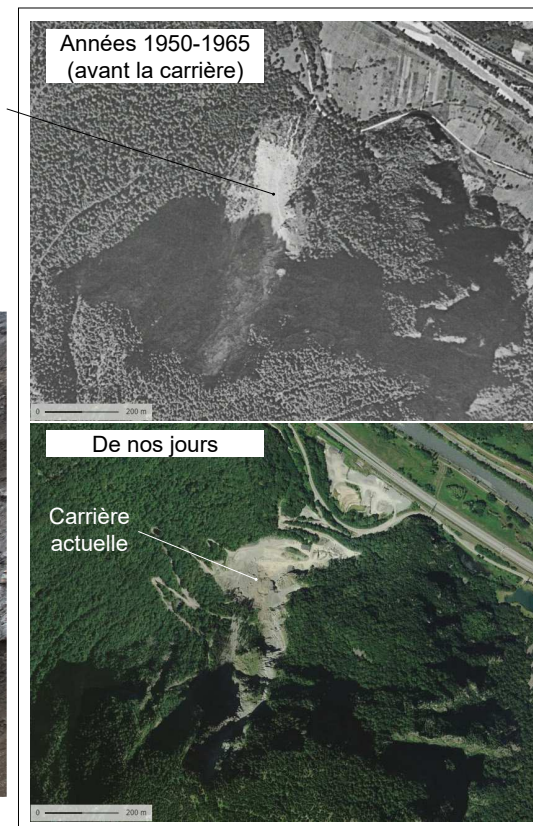 Années 1950-1965
(avant la carrière)
0 200 m
De nos jours
Carrière
actuelle
0 200 m